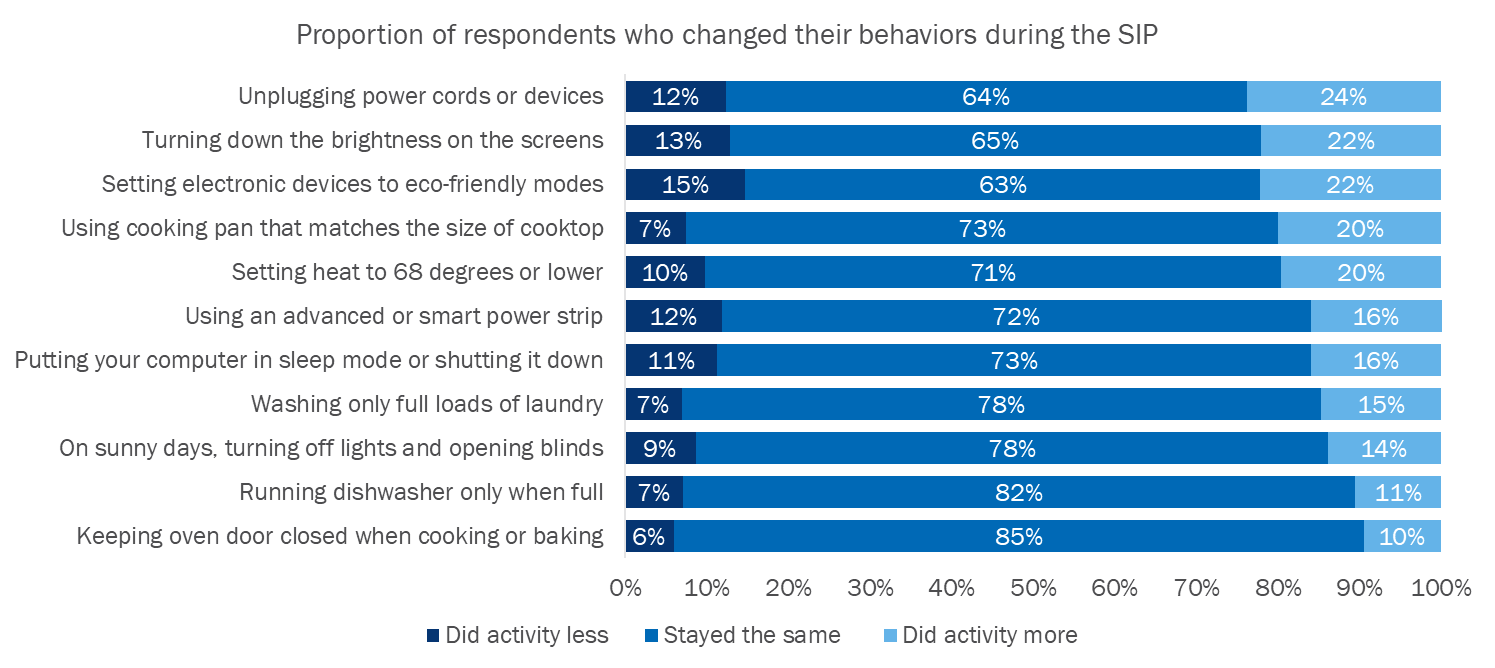 Proportion of respondents who changed their behaviors during the SIP
Unplugging power cords or devices 12% 64% 24%
Turning down the brightness on the screens 13% 65% 22%
Setting electronic devices to eco-friendly modes 15% 63% 22%
Using cooking pan that matches the size of cooktop 7% 73% 20%
Setting heat to 68 degrees or lower 10% 71% 20%
Using an advanced or smart power strip 12% 72% 16%
Putting your computer in sleep mode or shutting it down 11% 73% 16%
Washing only full loads of laundry 7% 78% 15%
On sunny days, turning off lights and opening blinds 9% 78% 14%
Running dishwasher only when full 7% 82% 11%
Keeping oven door closed when cooking or baking 6% 85% 10%
0% 10% 20% 30% 40% 50% 60% 70% 80% 90% 100%
Did activity less Stayed the same Did activity more